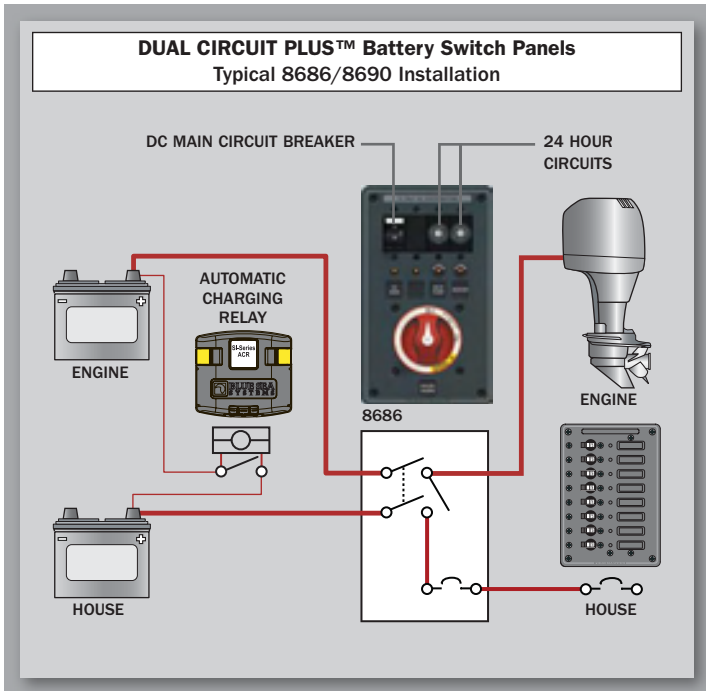 DUAL CIRCUIT PLUS™ Battery Switch Panels
Typical 8686/8690 Installation
DC MAIN CIRCUIT BREAKER
24 HOUR
CIRCUITS
AUTOMATIC
CHARGING
RELAY
SI-Series
ACR
BLUE SEA
SYSTEMS
ENGINE
ENGINE
8686
HOUSE
HOUSE